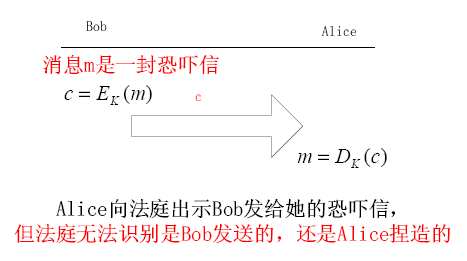 Bob
Alice
消息m是一封恐吓信
c = E_K(m)
c
m = D_K(c)
Alice向法庭出示Bob发给她的恐吓信,
但法庭无法识别是Bob发送的,还是Alice捏造的